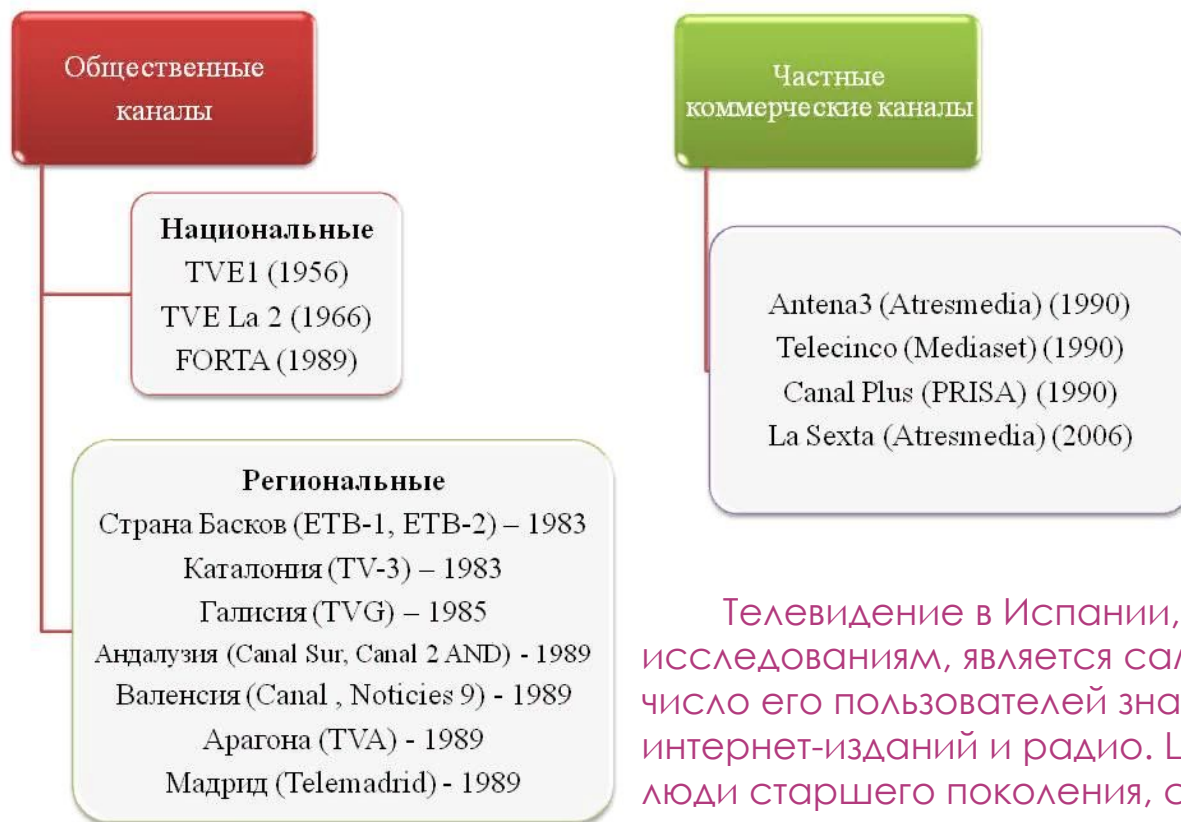 Общественные
каналы
Национальные
TVE1 (1956)
TVE La 2 (1966)
FORTA (1989)
Региональные
Страна Басков (ETB-1, ETB-2) – 1983
Каталония (TV-3) – 1983
Галисия (TVG) – 1985
Андалузия (Canal Sur, Canal 2 AND) - 1989
Валенсия (Canal , Noticies 9) - 1989
Арагона (TVA) - 1989
Мадрид (Telemadrid) - 1989
Частные
коммерческие каналы
Antena3 (Atresmedia) (1990)
Telecinco (Mediaset) (1990)
Canal Plus (PRISA) (1990)
La Sexta (Atresmedia) (2006)
Телевидение в Испании,
исследованиям, является
число его пользователей
интернет-изданий и радио.
люди старшего поколения,